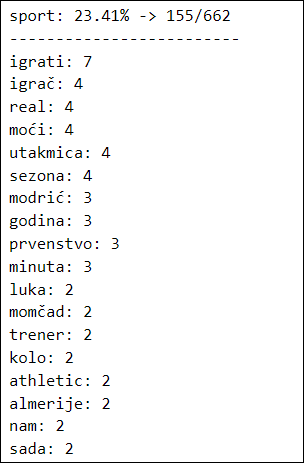 sport: 23.41% -> 155/662
------------------------
igrati: 7
igrač: 4
real: 4
moći: 4
utakmica: 4
sezona: 4
modrić: 3
godina: 3
prvenstvo: 3
minuta: 3
luka: 2
momčad: 2
trener: 2
kolo: 2
athletic: 2
almerije: 2
nam: 2
sada: 2